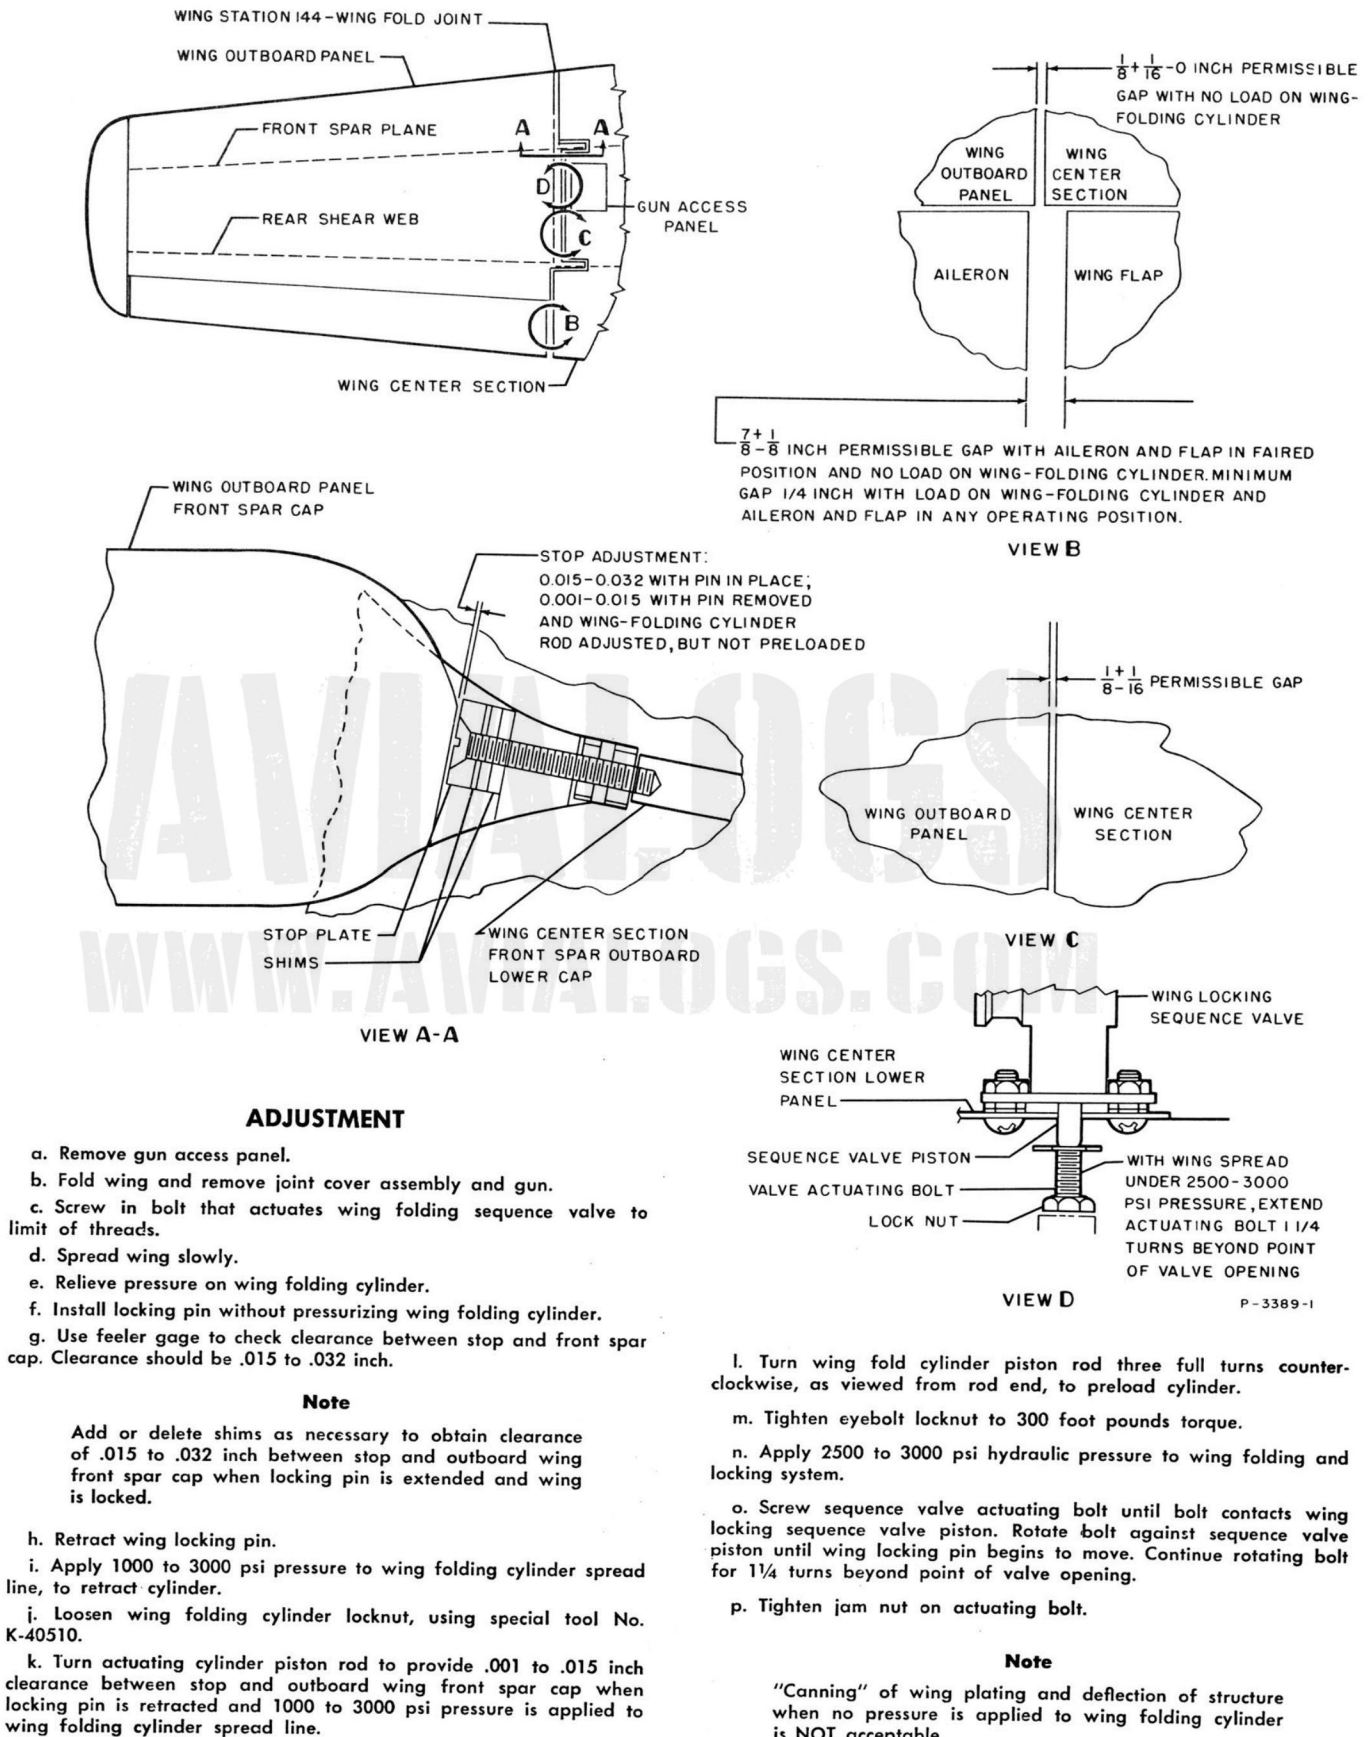 WING STATION 144-WING FOLD JOINT
WING OUTBOARD PANEL
FRONT SPAR PLANE
A A
D
GUN ACCESS
PANEL
REAR SHEAR WEB
C
B
WING CENTER SECTION
1/8 + 1/16 -0 INCH PERMISSIBLE
GAP WITH NO LOAD ON WING-
FOLDING CYLINDER
WING
OUTBOARD
PANEL
WING
CENTER
SECTION
AILERON
WING FLAP
7/8 + 1/8 - INCH PERMISSIBLE GAP WITH AILERON AND FLAP IN FAIRED
POSITION AND NO LOAD ON WING-FOLDING CYLINDER. MINIMUM
GAP 1/4 INCH WITH LOAD ON WING-FOLDING CYLINDER AND
AILERON AND FLAP IN ANY OPERATING POSITION.
VIEW B
WING OUTBOARD PANEL
FRONT SPAR CAP
STOP ADJUSTMENT:
0.015-0.032 WITH PIN IN PLACE;
0.001-0.015 WITH PIN REMOVED
AND WING-FOLDING CYLINDER
ROD ADJUSTED, BUT NOT PRELOADED
STOP PLATE
SHIMS
WING CENTER SECTION
FRONT SPAR OUTBOARD
LOWER CAP
VIEW A-A
1/8 + 1/16 - PERMISSIBLE GAP
WING OUTBOARD
PANEL
WING CENTER
SECTION
VIEW C
AVIALOGS
WWW.AVIALOGS.COM
WING LOCKING
SEQUENCE VALVE
WING CENTER
SECTION LOWER
PANEL
SEQUENCE VALVE PISTON
VALVE ACTUATING BOLT
LOCK NUT
WITH WING SPREAD
UNDER 2500-3000
PSI PRESSURE, EXTEND
ACTUATING BOLT 1 1/4
TURNS BEYOND POINT
OF VALVE OPENING
VIEW D
P-3389-1
ADJUSTMENT
a. Remove gun access panel.
b. Fold wing and remove joint cover assembly and gun.
c. Screw in bolt that actuates wing folding sequence valve to
limit of threads.
d. Spread wing slowly.
e. Relieve pressure on wing folding cylinder.
f. Install locking pin without pressurizing wing folding cylinder.
g. Use feeler gage to check clearance between stop and front spar
cap. Clearance should be .015 to .032 inch.
Note
Add or delete shims as necessary to obtain clearance
of .015 to .032 inch between stop and outboard wing
front spar cap when locking pin is extended and wing
is locked.
h. Retract wing locking pin.
i. Apply 1000 to 3000 psi pressure to wing folding cylinder spread
line, to retract cylinder.
j. Loosen wing folding cylinder locknut, using special tool No.
K-40510.
k. Turn actuating cylinder piston rod to provide .001 to .015 inch
clearance between stop and outboard wing front spar cap when
locking pin is retracted and 1000 to 3000 psi pressure is applied to
wing folding cylinder spread line.
l. Turn wing fold cylinder piston rod three full turns counter-
clockwise, as viewed from rod end, to preload cylinder.
m. Tighten eyebolt locknut to 300 foot pounds torque.
n. Apply 2500 to 3000 psi hydraulic pressure to wing folding and
locking system.
o. Screw sequence valve actuating bolt until bolt contacts wing
locking sequence valve piston. Rotate bolt against sequence valve
piston until wing locking pin begins to move. Continue rotating bolt
for 1¼ turns beyond point of valve opening.
p. Tighten jam nut on actuating bolt.
Note
"Canning" of wing plating and deflection of structure
when no pressure is applied to wing folding cylinder
is NOT acceptable